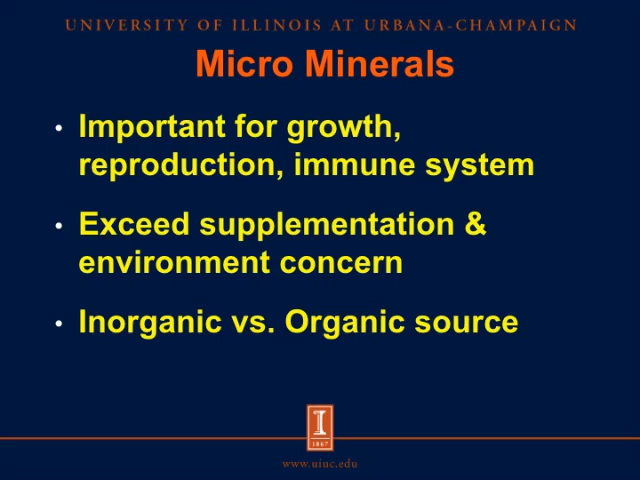 UNIVERSITY OF ILLINOIS AT URBANA-CHAMPAIGN
Micro Minerals
• Important for growth,
reproduction, immune system
• Exceed supplementation &
environment concern
• Inorganic vs. Organic source
I
1867
www.uiuc.edu